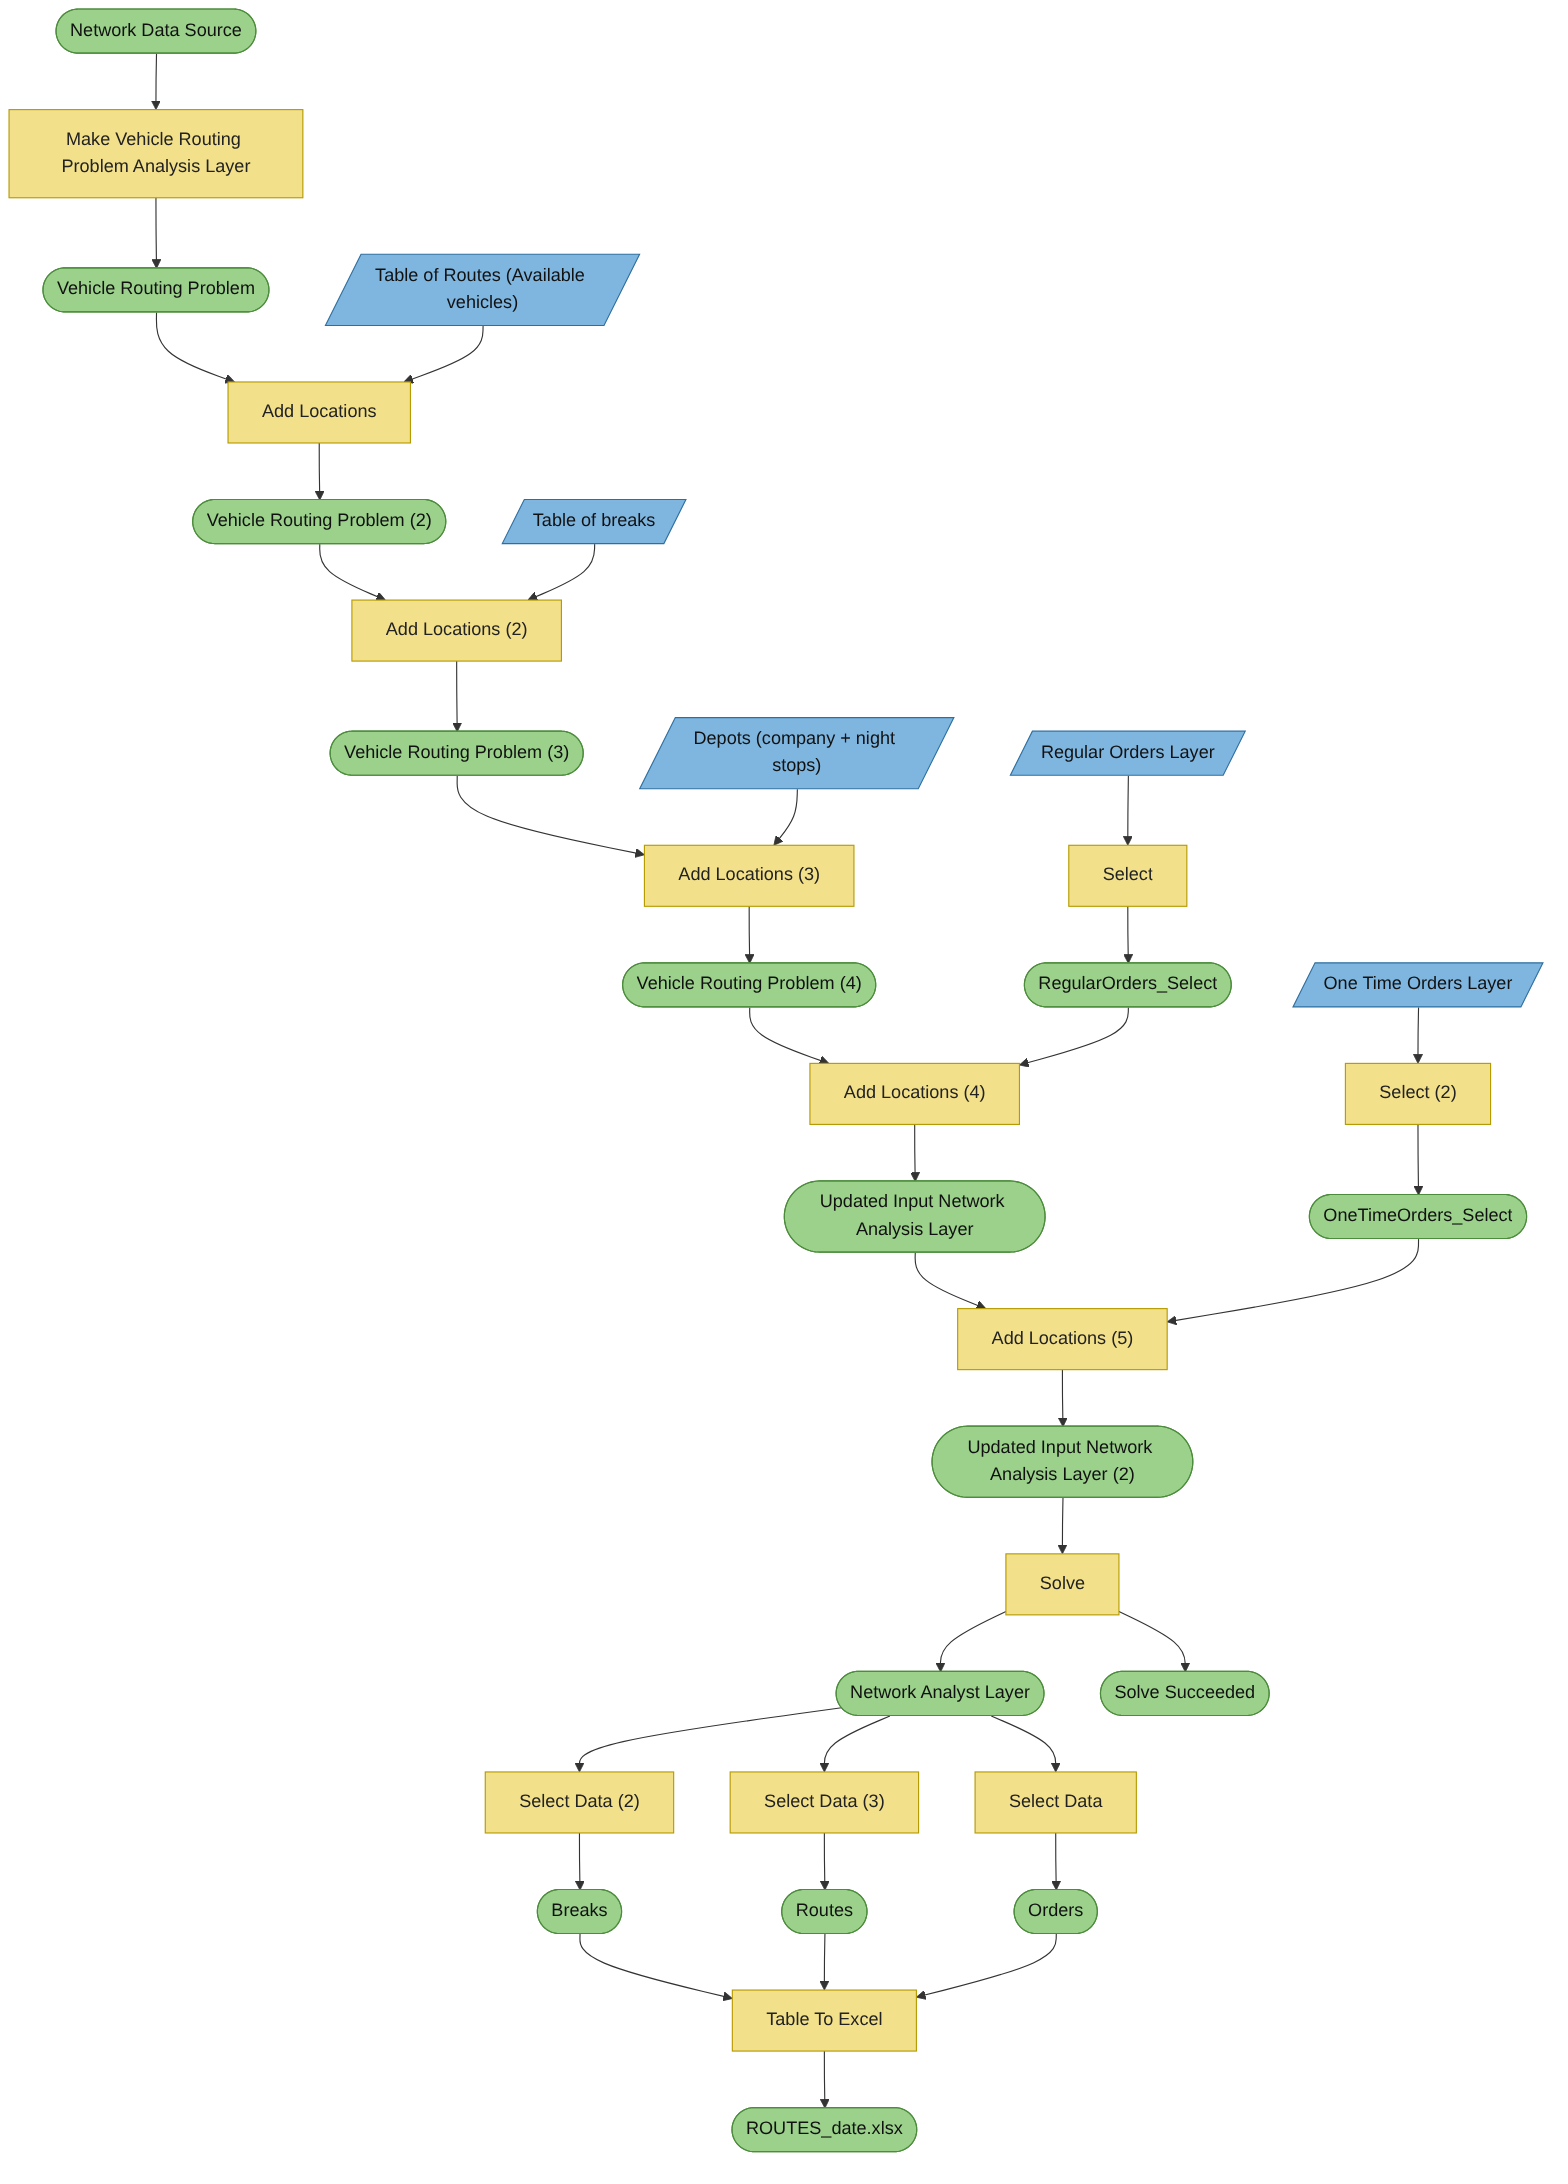 Network Data Source
Make Vehicle Routing
Problem Analysis Layer
Vehicle Routing Problem
Table of Routes (Available
vehicles)
Add Locations
Vehicle Routing Problem (2)
Table of breaks
Add Locations (2)
Vehicle Routing Problem (3)
Depots (company + night
stops)
Regular Orders Layer
Add Locations (3)
Select
Vehicle Routing Problem (4)
RegularOrders_Select
One Time Orders Layer
Add Locations (4)
Select (2)
Updated Input Network
Analysis Layer
OneTimeOrders_Select
Add Locations (5)
Updated Input Network
Analysis Layer (2)
Solve
Network Analyst Layer
Solve Succeeded
Select Data (2)
Select Data (3)
Select Data
Breaks
Routes
Orders
Table To Excel
ROUTES_date.xlsx